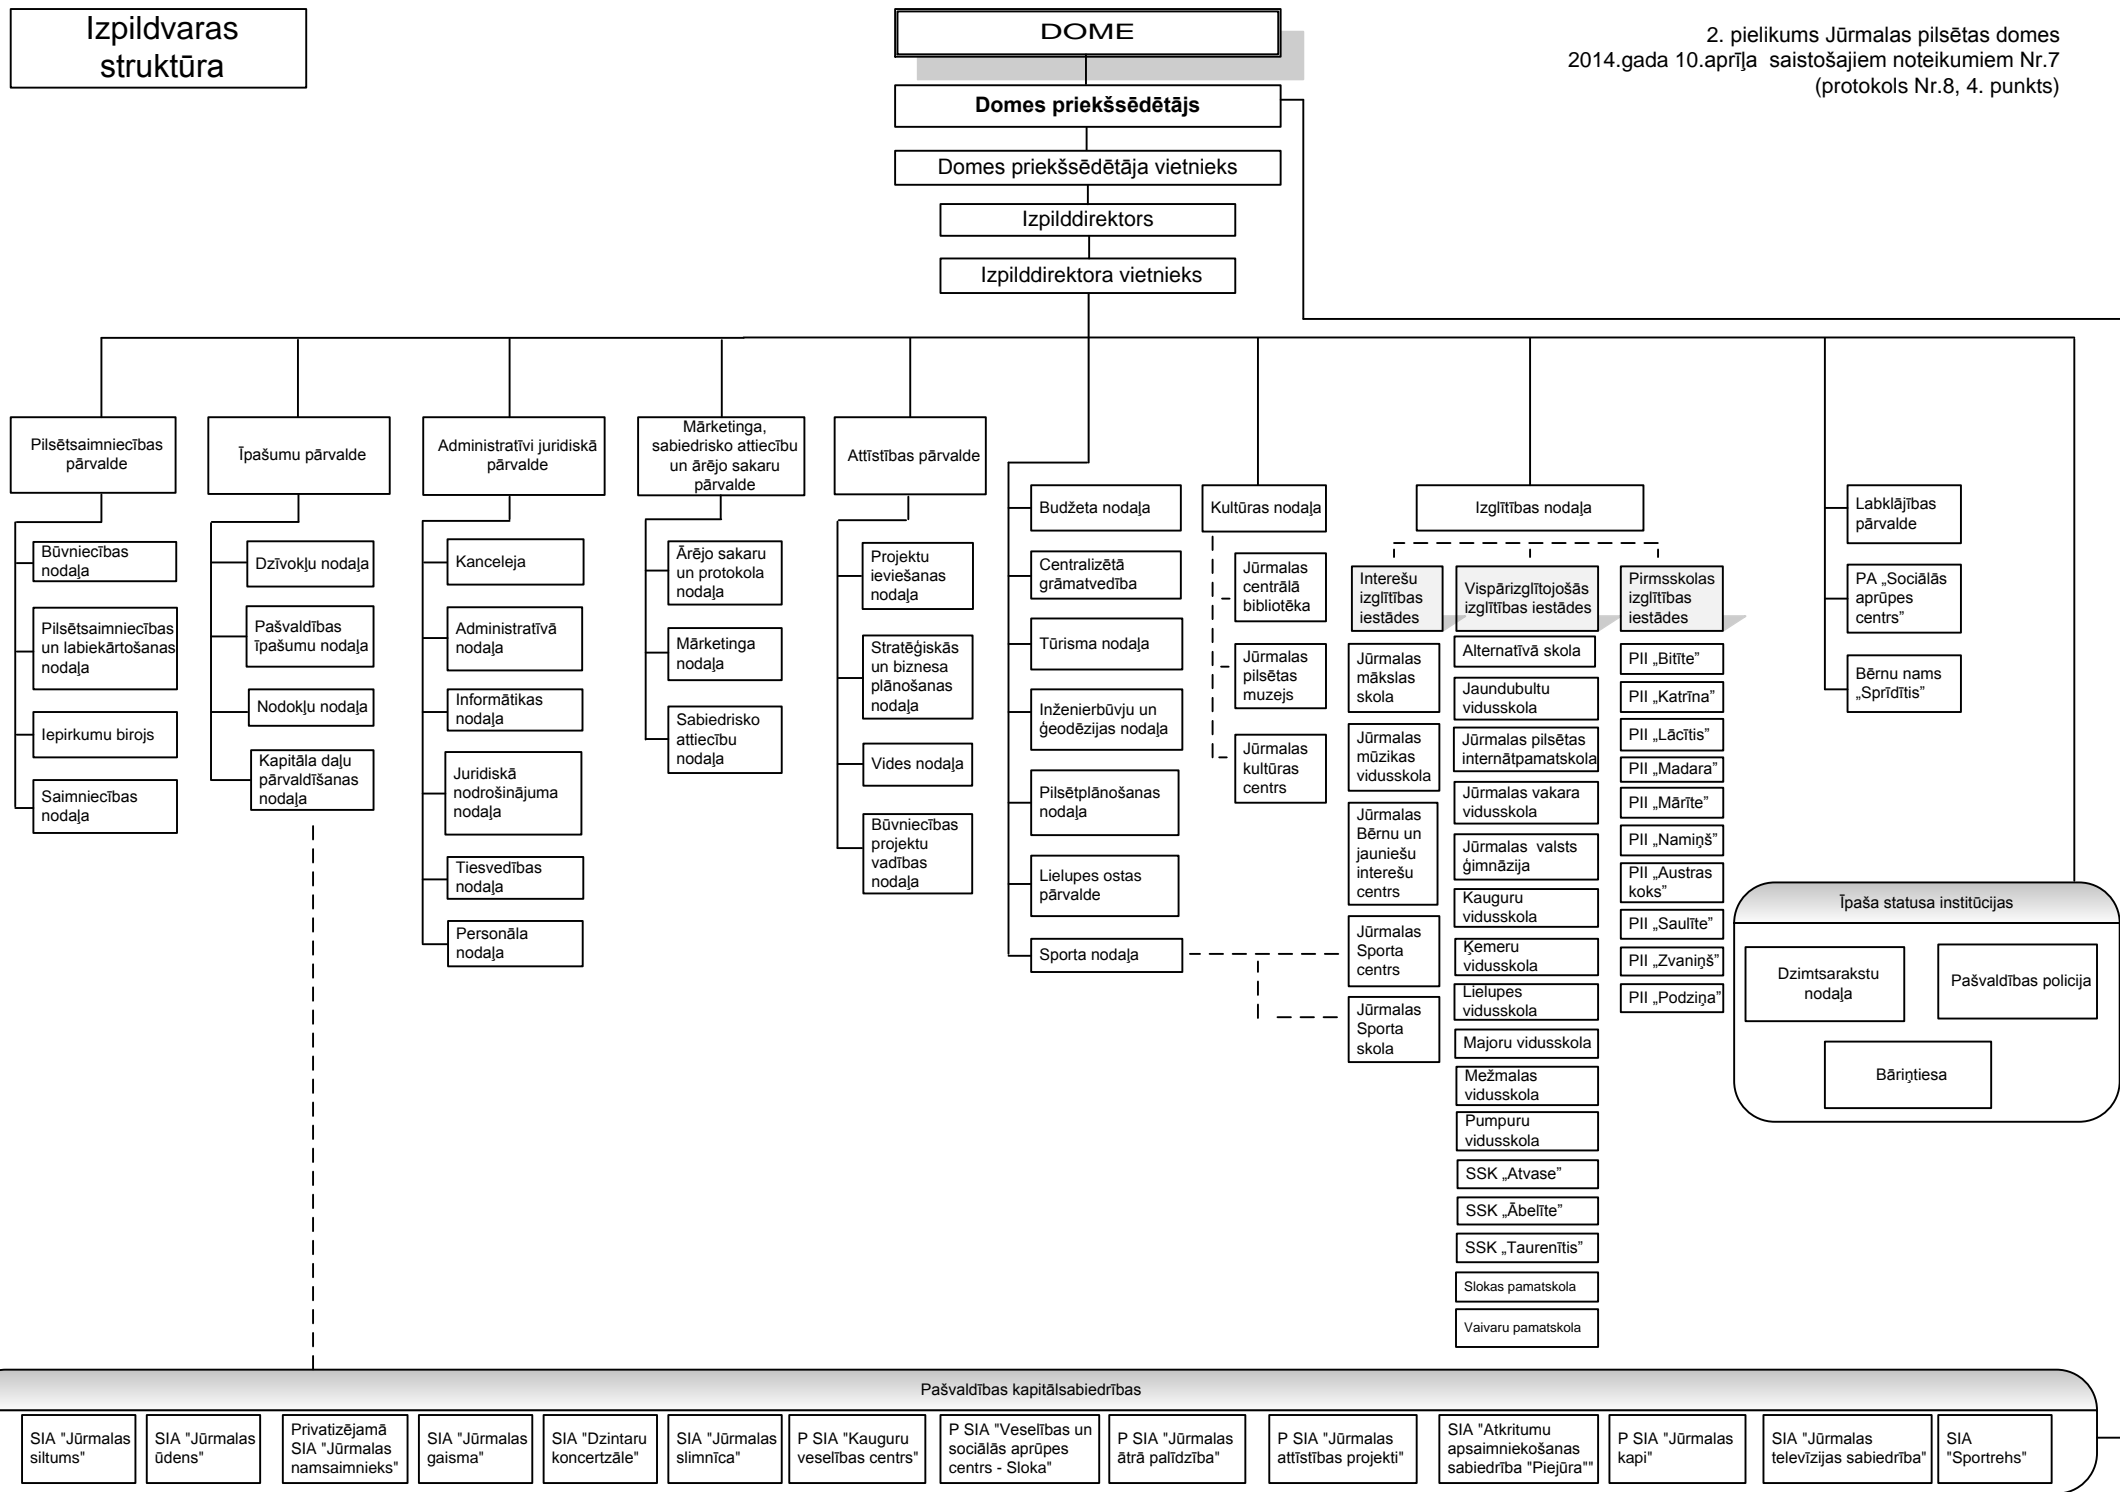 Izpildvaras
struktūra
DOME
2. pielikums Jūrmalas pilsētas domes
2014.gada 10.aprīļa  saistošajiem noteikumiem Nr.7
(protokols Nr.8, 4. punkts)
Domes priekšsēdētājs
Domes priekšsēdētāja vietnieks
Izpilddirektors
Izpilddirektora vietnieks
Pilsētsaimniecības
pārvalde
Būvniecības
nodaļa
Pilsētsaimniecības
un labiekārtošanas
nodaļa
Iepirkumu birojs
Saimniecības
nodaļa
Īpašumu pārvalde
Dzīvokļu nodaļa
Pašvaldības
īpašumu nodaļa
Nodokļu nodaļa
Kapitāla daļu
pārvaldīšanas
nodaļa
Administratīvi juridiskā
pārvalde
Kanceleja
Administratīvā
nodaļa
Informātikas
nodaļa
Juridiskā
nodrošinājuma
nodaļa
Tiesvedības
nodaļa
Personāla
nodaļa
Mārketinga,
sabiedrisko attiecību
un ārējo sakaru
pārvalde
Ārējo sakaru
un protokola
nodaļa
Mārketinga
nodaļa
Sabiedrisko
attiecību
nodaļa
Attīstības pārvalde
Projektu
ieviešanas
nodaļa
Stratēģiskās
un biznesa
plānošanas
nodaļa
Vides nodaļa
Būvniecības
projektu
vadības
nodaļa
Budžeta nodaļa
Centralizētā
grāmatvedība
Tūrisma nodaļa
Inženierbūvju un
ģeodēzijas nodaļa
Pilsētplānošanas
nodaļa
Lielupes ostas
pārvalde
Sporta nodaļa
Kultūras nodaļa
Jūrmalas
centrālā
bibliotēka
Jūrmalas
pilsētas
muzejs
Jūrmalas
kultūras
centrs
Izglītības nodaļa
Interešu
izglītības
iestādes
Jūrmalas
mākslas
skola
Jūrmalas
mūzikas
vidusskola
Jūrmalas
Bērnu un
jauniešu
interešu
centrs
Jūrmalas
Sporta
centrs
Jūrmalas
Sporta
skola
Vispārizglītojošās
izglītības iestādes
Alternatīvā skola
Jaundubultu
vidusskola
Jūrmalas pilsētas
internātpamatskola
Jūrmalas vakara
vidusskola
Jūrmalas  valsts
ģimnāzija
Kauguru
vidusskola
Ķemeru
vidusskola
Lielupes
vidusskola
Majoru vidusskola
Mežmalas
vidusskola
Pumpuru
vidusskola
SSK „Atvase”
SSK „Ābelīte”
SSK „Taurenītis”
Slokas pamatskola
Vaivaru pamatskola
Pirmsskolas
izglītības
iestādes
PII „Bitīte”
PII „Katrīna”
PII „Lācītis”
PII „Madara”
PII „Mārīte”
PII „Namiņš”
PII „Austras
koks”
PII „Saulīte”
PII „Zvaniņš”
PII „Podziņa”
Labklājības
pārvalde
PA „Sociālās
aprūpes
centrs”
Bērnu nams
„Sprīdītis”
Īpaša statusa institūcijas
Dzimtsarakstu
nodaļa
Pašvaldības policija
Bāriņtiesa
Pašvaldības kapitālsabiedrības
SIA "Jūrmalas
siltums"
SIA "Jūrmalas
ūdens"
Privatizējamā
SIA "Jūrmalas
namsaimnieks"
SIA "Jūrmalas
gaisma"
SIA "Dzintaru
koncertzāle"
SIA "Jūrmalas
slimnīca"
P SIA "Kauguru
veselības centrs"
P SIA "Veselības un
sociālās aprūpes
centrs - Sloka"
P SIA "Jūrmalas
ātrā palīdzība"
P SIA "Jūrmalas
attīstības projekti"
SIA "Atkritumu
apsaimniekošanas
sabiedrība "Piejūra""
P SIA "Jūrmalas
kapi"
SIA "Jūrmalas
televīzijas sabiedrība"
SIA
"Sportrehs"